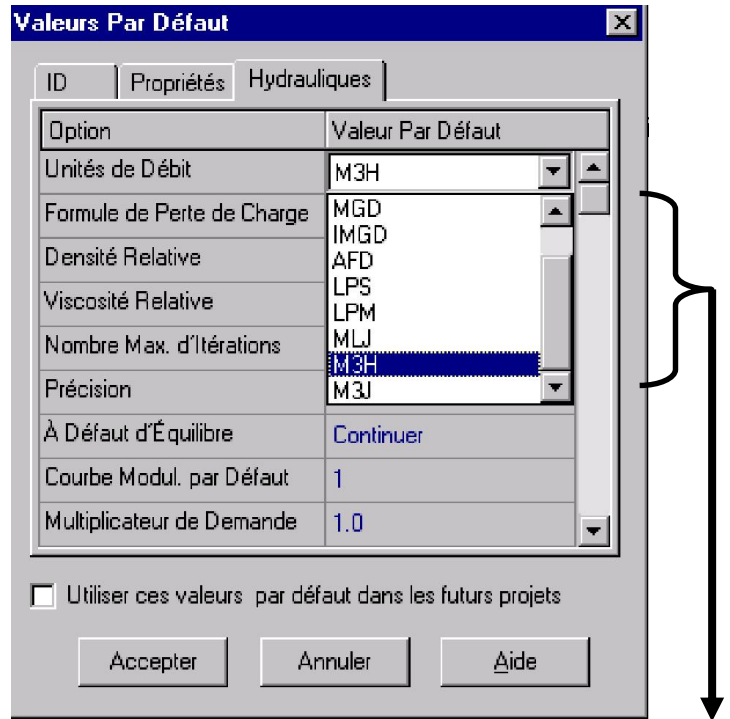 Valeurs Par Défaut
ID Propriétés Hydrauliques
Option Valeur Par Défaut
Unités de Débit M3H
Formule de Perte de Charge MGD
IMGD
Densité Relative AFD
LPS
Viscosité Relative LPM
Nombre Max. d'Itérations MLJ
M3H
Précision M3J
À Défaut d'Équilibre Continuer
Courbe Modul. par Défaut 1
Multiplicateur de Demande 1.0
Utiliser ces valeurs par défaut dans les futurs projets
Accepter Annuler Aide